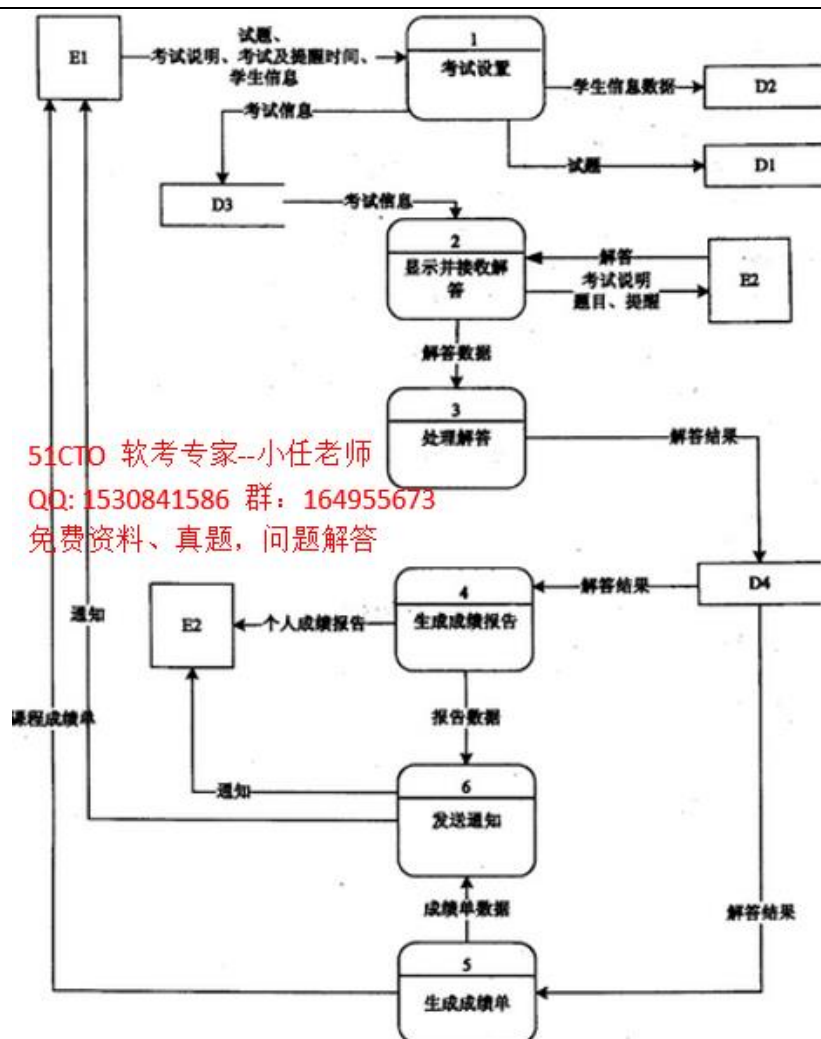 E1
试题、
考试说明、考试及提醒时间、
学生信息
1
考试设置
学生信息数据
D2
考试信息
试题
D1
D3
考试信息
2
显示并接收解
答
解答
考试说明
题目、提醒
E2
解答数据
3
处理解答
解答结果
51CTO 软考专家--小任老师
QQ: 1530841586 群：164955673
免费资料、真题，问题解答
D4
解答结果
4
生成成绩报告
个人成绩报告
E2
通知
课程成绩单
报告数据
6
发送通知
通知
成绩单数据
解答结果
5
生成成绩单